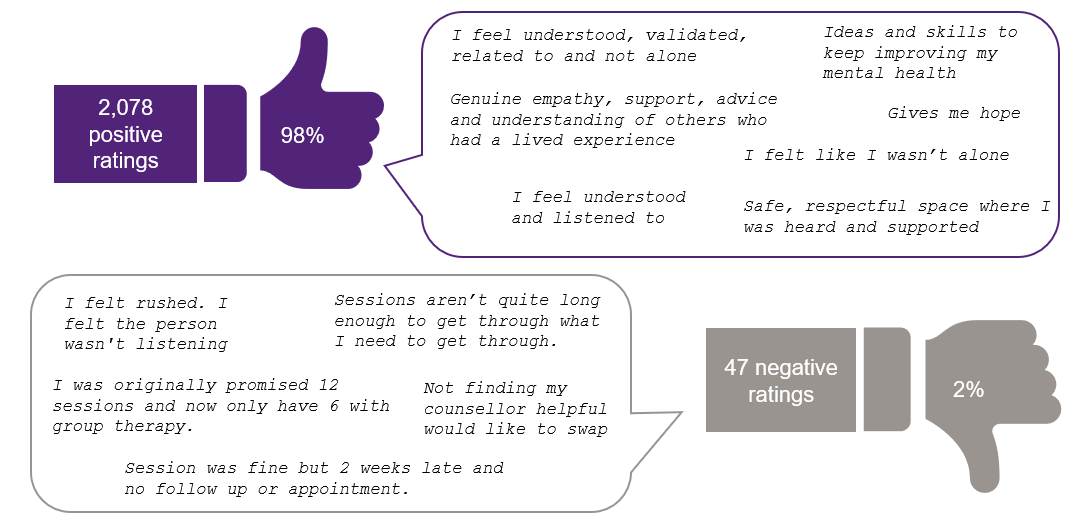 2,078
positive
ratings
98%
I feel understood, validated,
related to and not alone
Ideas and skills to
keep improving my
mental health
Genuine empathy, support, advice
and understanding of others who
had a lived experience
Gives me hope
I felt like I wasn’t alone
I feel understood
and listened to
Safe, respectful space where I
was heard and supported
I felt rushed. I
felt the person
wasn't listening
Sessions aren’t quite long
enough to get through what
I need to get through.
I was originally promised 12
sessions and now only have 6 with
group therapy.
Not finding my
counsellor helpful
would like to swap
Session was fine but 2 weeks late and
no follow up or appointment.
47 negative
ratings
2%